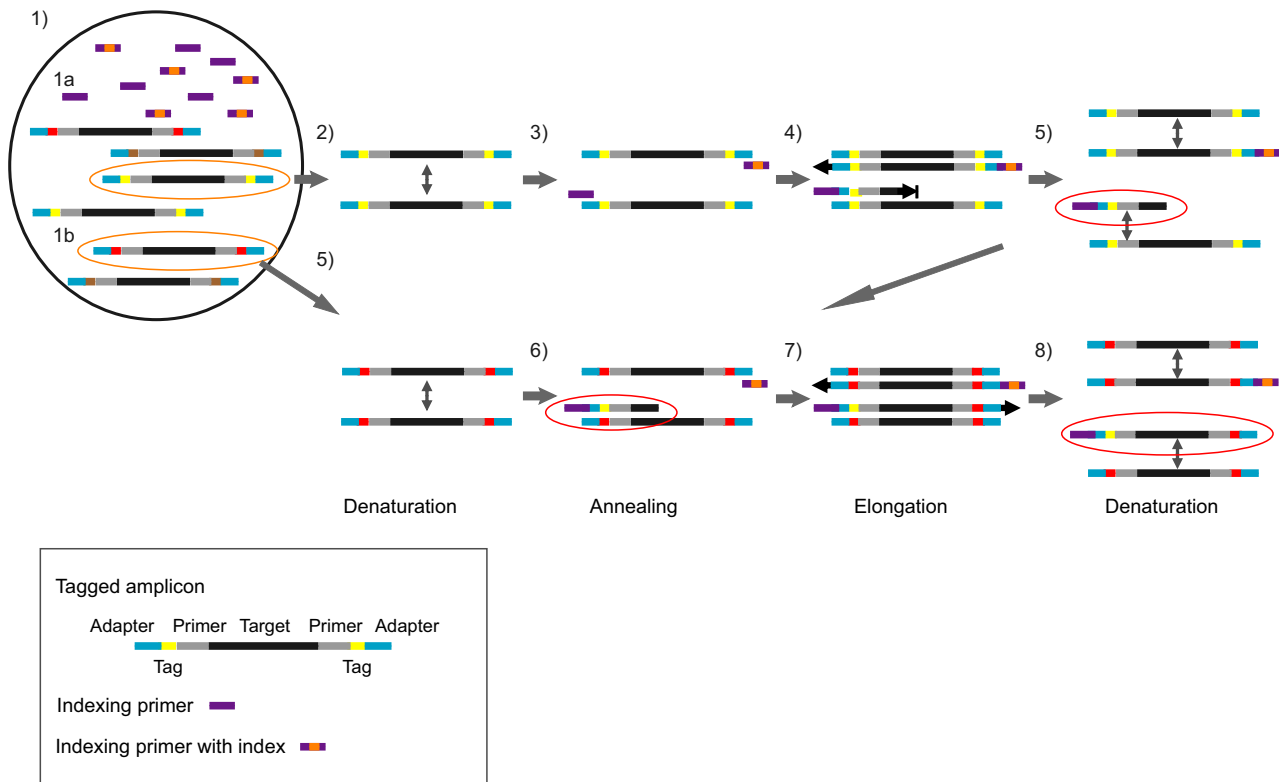 1)
1a
1b
2)
3)
4)
5)
5)
6)
7)
8)
Denaturation Annealing Elongation Denaturation
Tagged amplicon
Adapter Primer Target Primer Adapter
Tag Tag
Indexing primer
Indexing primer with index